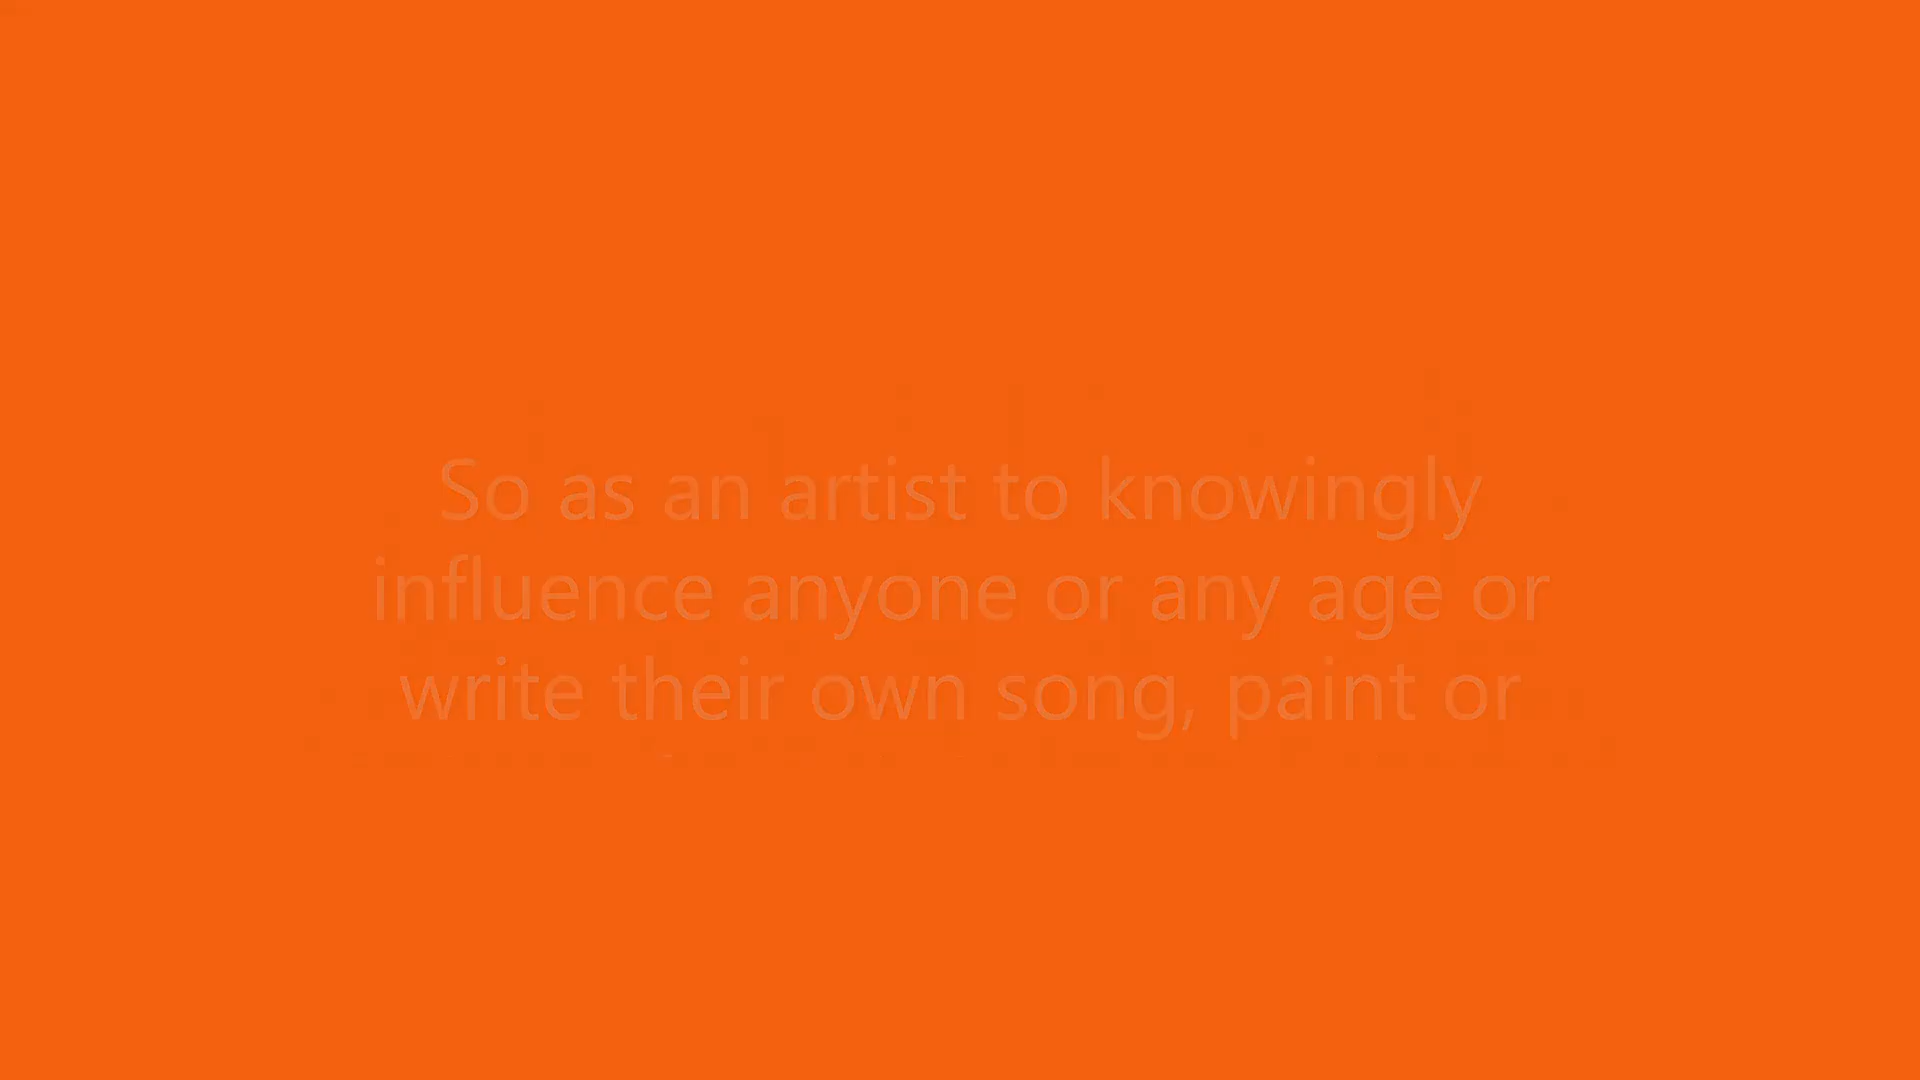 So as an artist to knowingly
influence anyone or any age or
write their own song, paint or